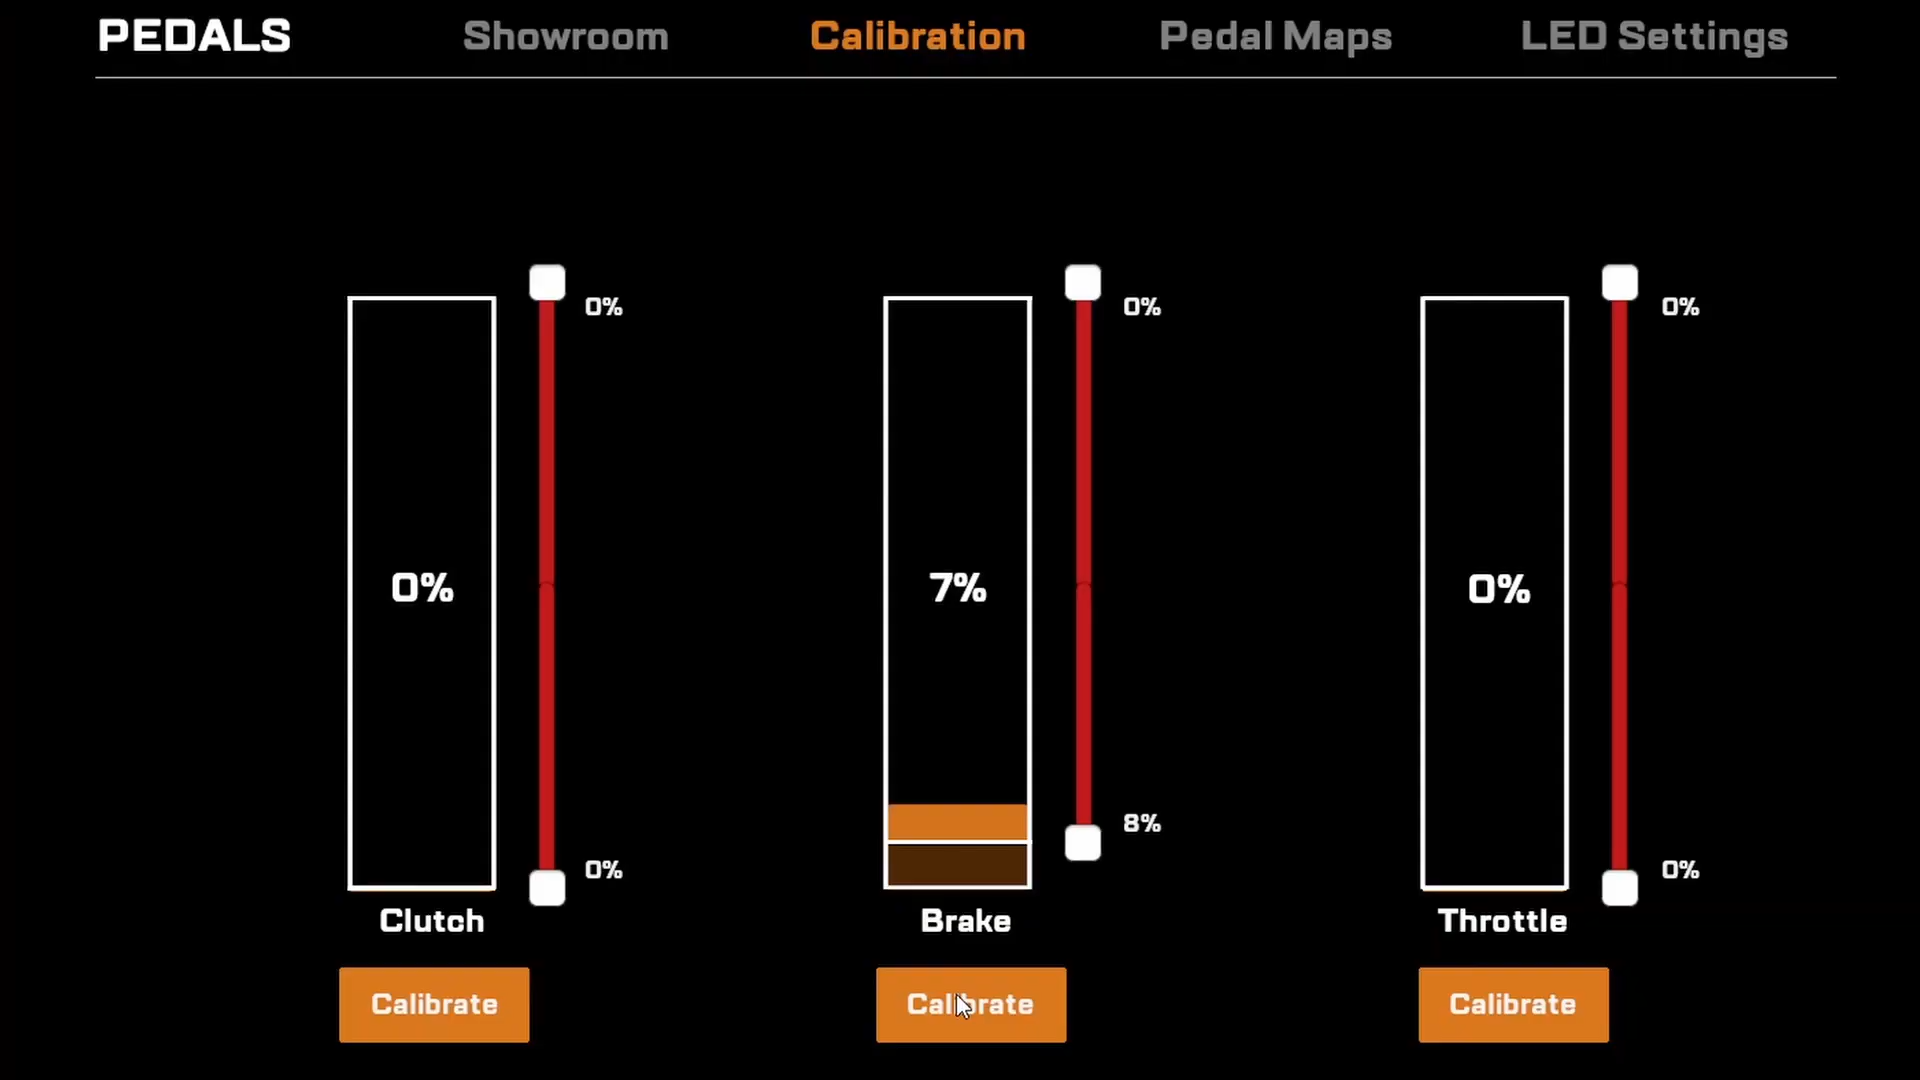 PEDALS Showroom Calibration Pedal Maps LED Settings
0% 0% 0%
0% 7% 0%
8%
0% 0%
Clutch Brake Throttle
Calibrate Calibrate Calibrate